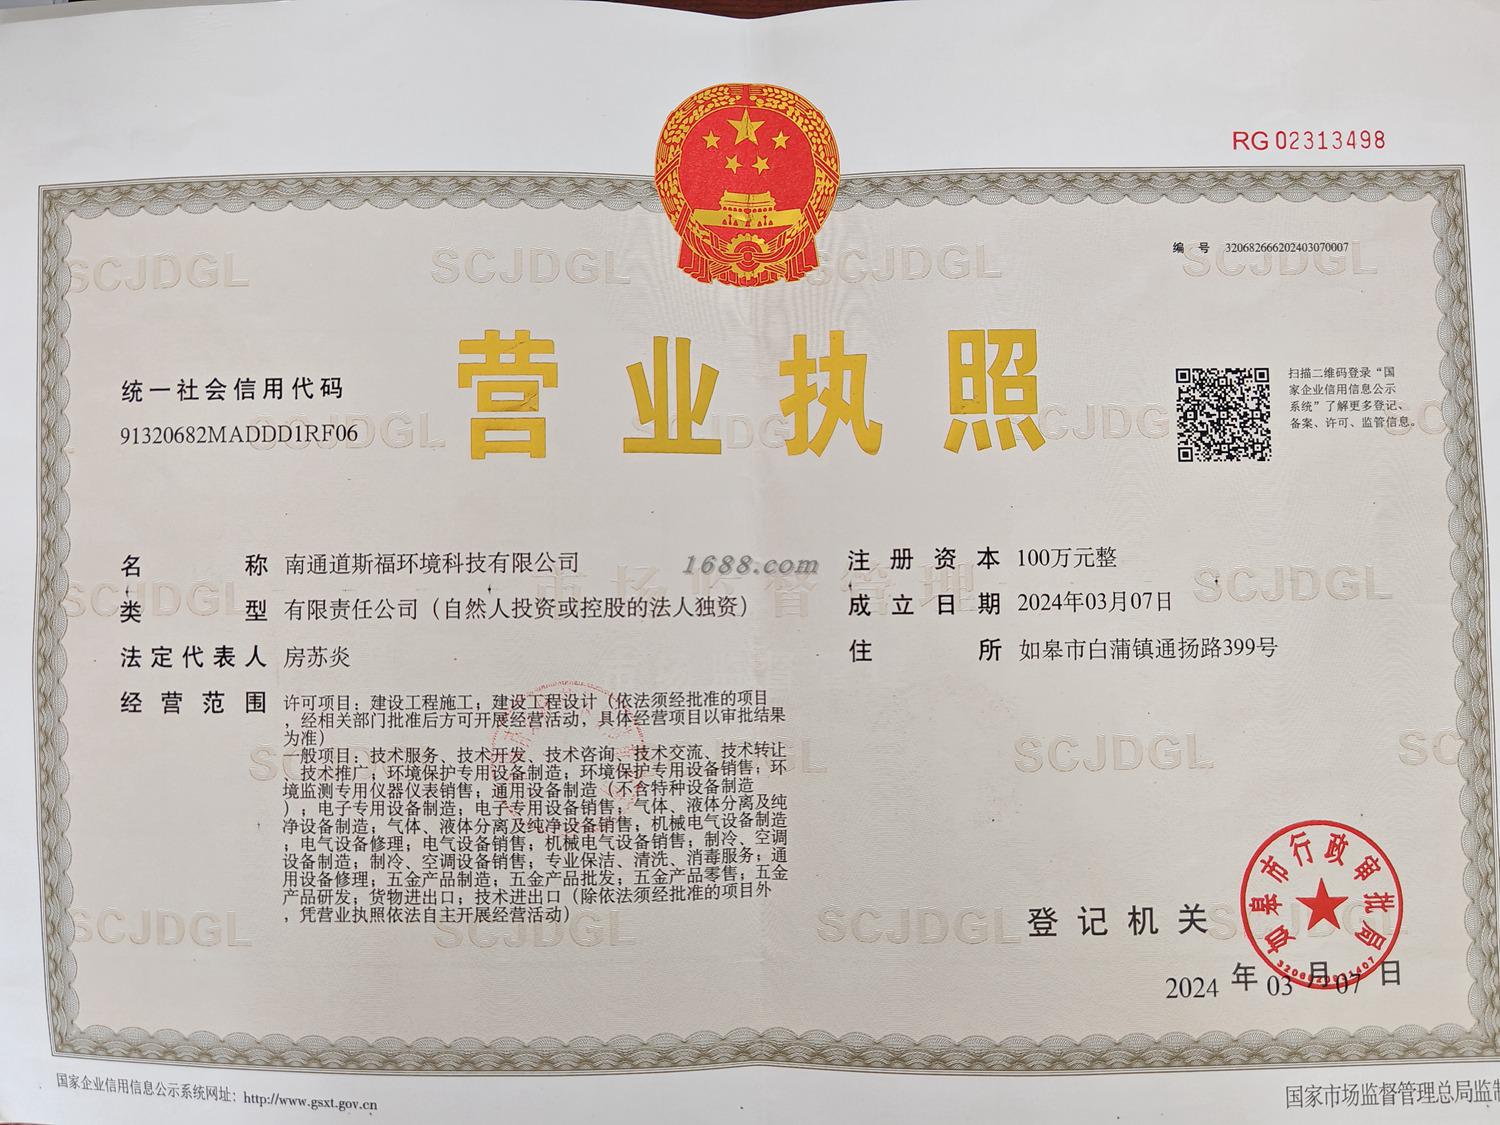 RG 02313498
编 号 320682666202403070007
营业执照
统一社会信用代码
91320682MADDD1RF06
扫描二维码登录“国
家企业信用信息公示
系统”了解更多登记、
备案、许可、监管信息。
名 称 南通道斯福环境科技有限公司
类 型 有限责任公司（自然人投资或控股的法人独资）
法定代表人 房苏炎
经营范围 许可项目：建设工程施工；建设工程设计（依法须经批准的项目
，经相关部门批准后方可开展经营活动，具体经营项目以审批结果
为准）
一般项目：技术服务、技术开发、技术咨询、技术交流、技术转让
、技术推广；环境保护专用设备制造；环境保护专用设备销售；环
境监测专用仪器仪表销售；通用设备制造（不含特种设备制造
）；电子专用设备制造；电子专用设备销售；气体、液体分离及纯
净设备制造；气体、液体分离及纯净设备销售；机械电气设备制造
；电气设备修理；电气设备销售；机械电气设备销售；制冷、空调
设备制造；制冷、空调设备销售；专业保洁、清洗、消毒服务；通
用设备修理；五金产品制造；五金产品批发；五金产品零售；五金
产品研发；货物进出口；技术进出口（除依法须经批准的项目外
，凭营业执照依法自主开展经营活动）
1688.com
注册资本 100万元整
成立日期 2024年03月07日
住 所 如皋市白蒲镇通扬路399号
登记机关
如皋市行政审批局
2024 年 03 月 07 日
SCJDGL
市场监督管理
国家企业信用信息公示系统网址：http://www.gsxt.gov.cn
国家市场监督管理总局监制